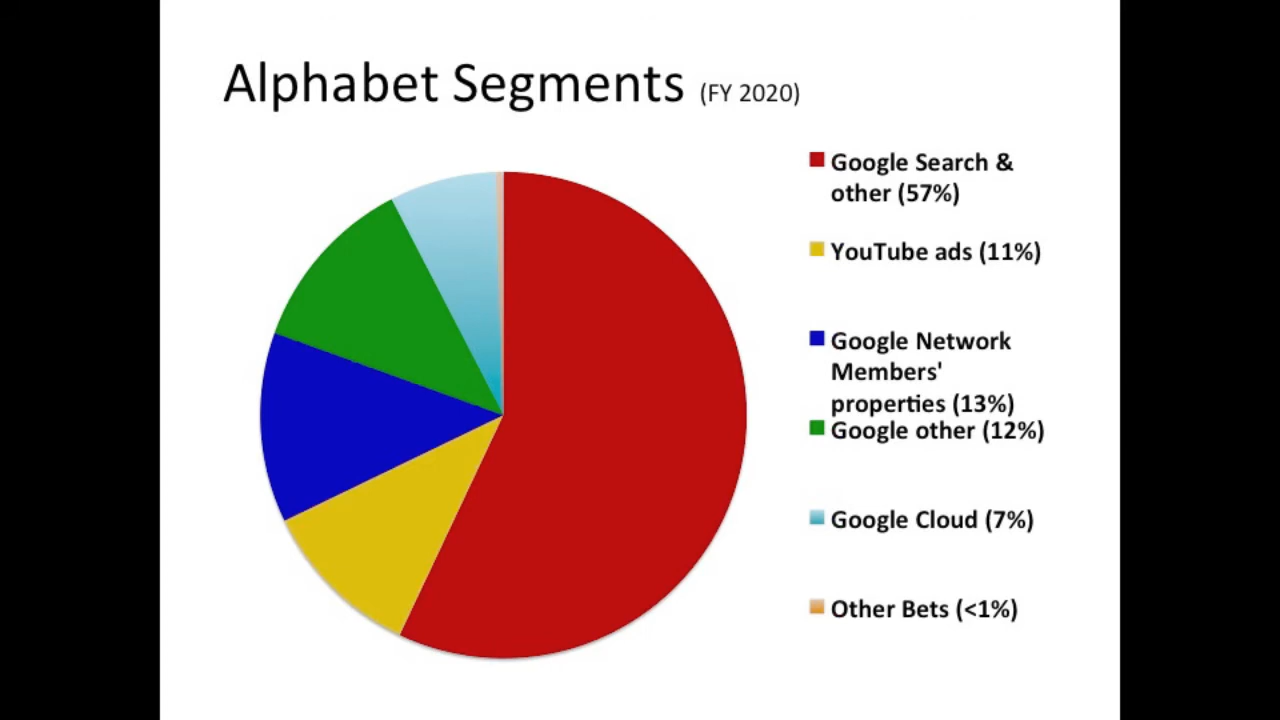 Alphabet Segments (FY 2020)
Google Search &
other (57%)
YouTube ads (11%)
Google Network
Members'
properties (13%)
Google other (12%)
Google Cloud (7%)
Other Bets (<1%)